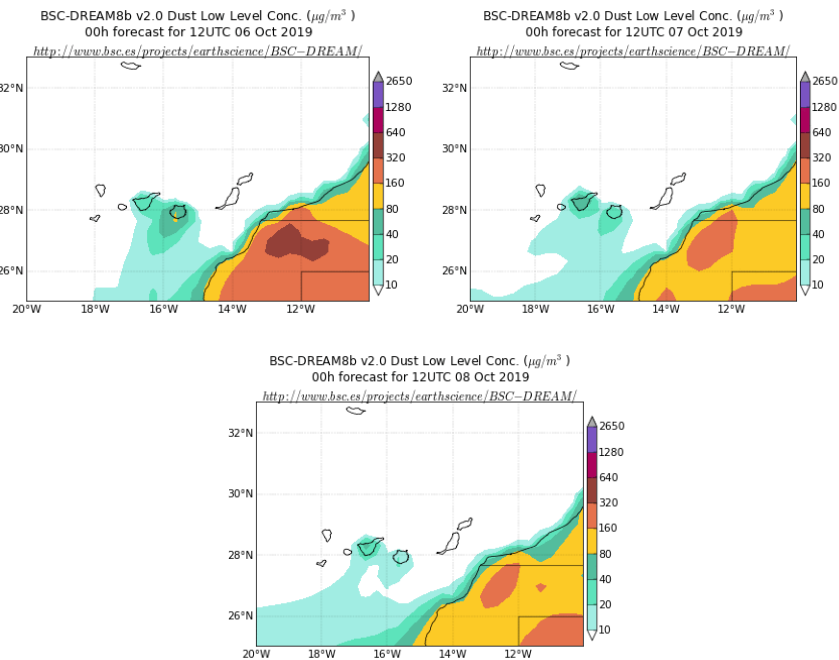 BSC-DREAM8b v2.0 Dust Low Level Conc. (μg/m³ )
00h forecast for 12UTC 06 Oct 2019
http://www.bsc.es/projects/earthscience/BSC−DREAM/
32°N
30°N
28°N
26°N
20°W 18°W 16°W 14°W 12°W
2650
1280
640
320
160
80
40
20
10
BSC-DREAM8b v2.0 Dust Low Level Conc. (μg/m³ )
00h forecast for 12UTC 07 Oct 2019
http://www.bsc.es/projects/earthscience/BSC−DREAM/
32°N
30°N
28°N
26°N
20°W 18°W 16°W 14°W 12°W
2650
1280
640
320
160
80
40
20
10
BSC-DREAM8b v2.0 Dust Low Level Conc. (μg/m³ )
00h forecast for 12UTC 08 Oct 2019
http://www.bsc.es/projects/earthscience/BSC−DREAM/
32°N
30°N
28°N
26°N
20°W 18°W 16°W 14°W 12°W
2650
1280
640
320
160
80
40
20
10